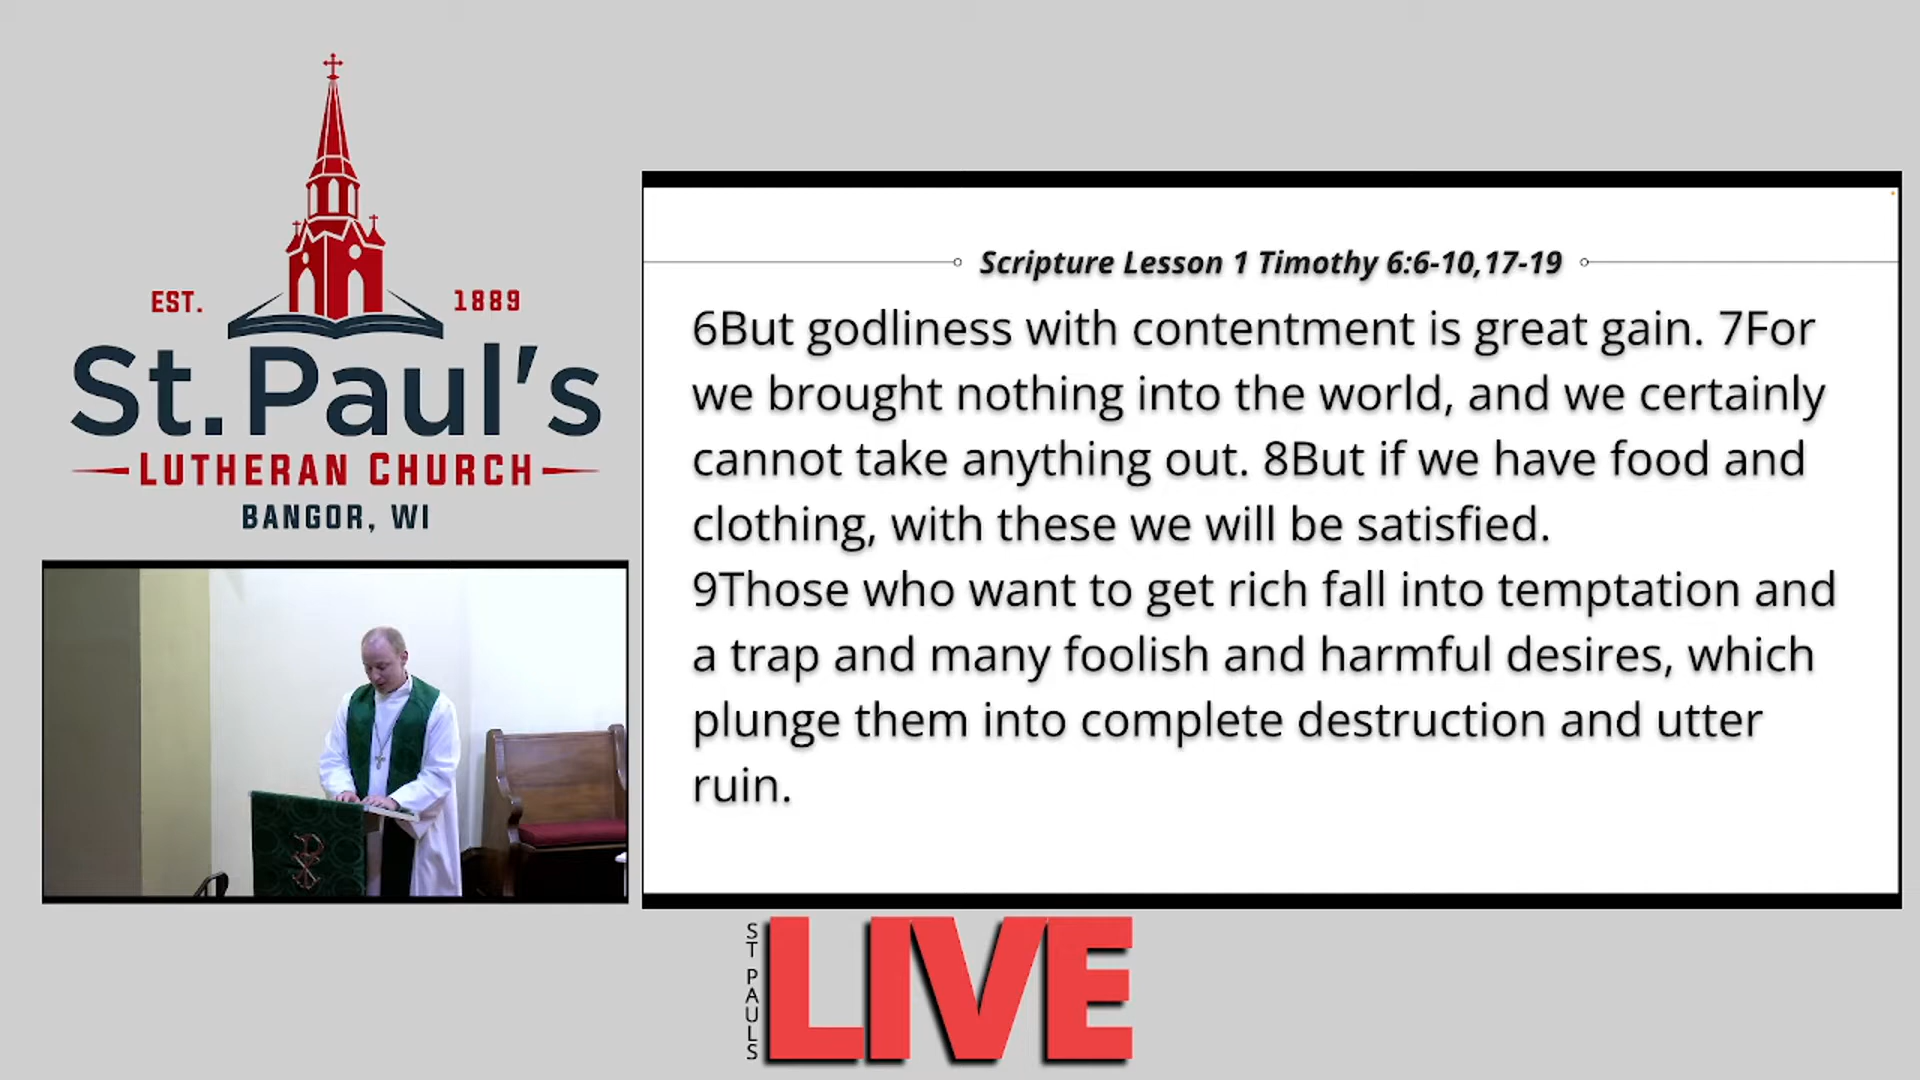 EST. 1889
St.Paul's
LUTHERAN CHURCH
BANGOR, WI
Scripture Lesson 1 Timothy 6:6-10,17-19
6But godliness with contentment is great gain. 7For
we brought nothing into the world, and we certainly
cannot take anything out. 8But if we have food and
clothing, with these we will be satisfied.
9Those who want to get rich fall into temptation and
a trap and many foolish and harmful desires, which
plunge them into complete destruction and utter
ruin.
ST PAULS
LIVE